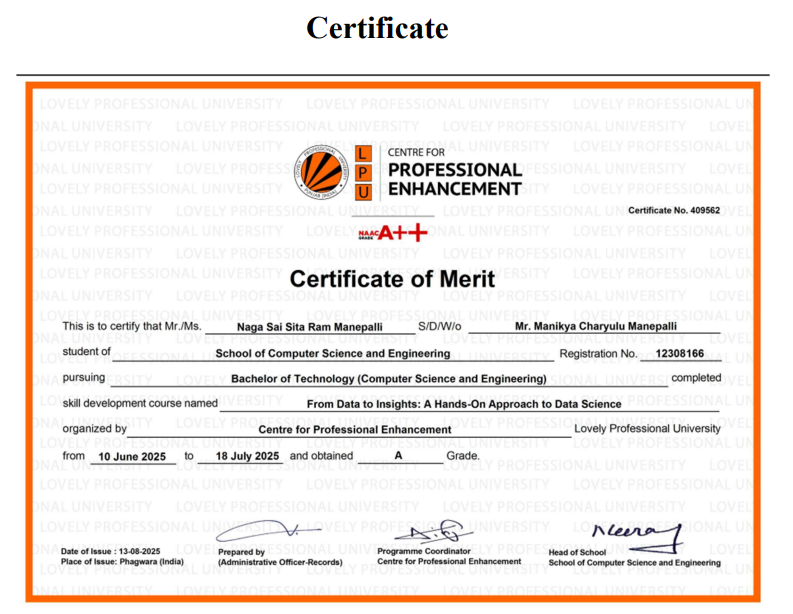 Certificate
LPU
CENTRE FOR
PROFESSIONAL
ENHANCEMENT
Certificate No. 409562
NAAC GRADE A++
Certificate of Merit
This is to certify that Mr./Ms. Naga Sai Sita Ram Manepalli S/D/W/o Mr. Manikya Charyulu Manepalli
student of School of Computer Science and Engineering Registration No. 12308166
pursuing Bachelor of Technology (Computer Science and Engineering) completed
skill development course named From Data to Insights: A Hands-On Approach to Data Science
organized by Centre for Professional Enhancement Lovely Professional University
from 10 June 2025 to 18 July 2025 and obtained A Grade.
Neeraj
Date of Issue : 13-08-2025
Place of Issue: Phagwara (India)
Prepared by
(Administrative Officer-Records)
Programme Coordinator
Centre for Professional Enhancement
Head of School
School of Computer Science and Engineering